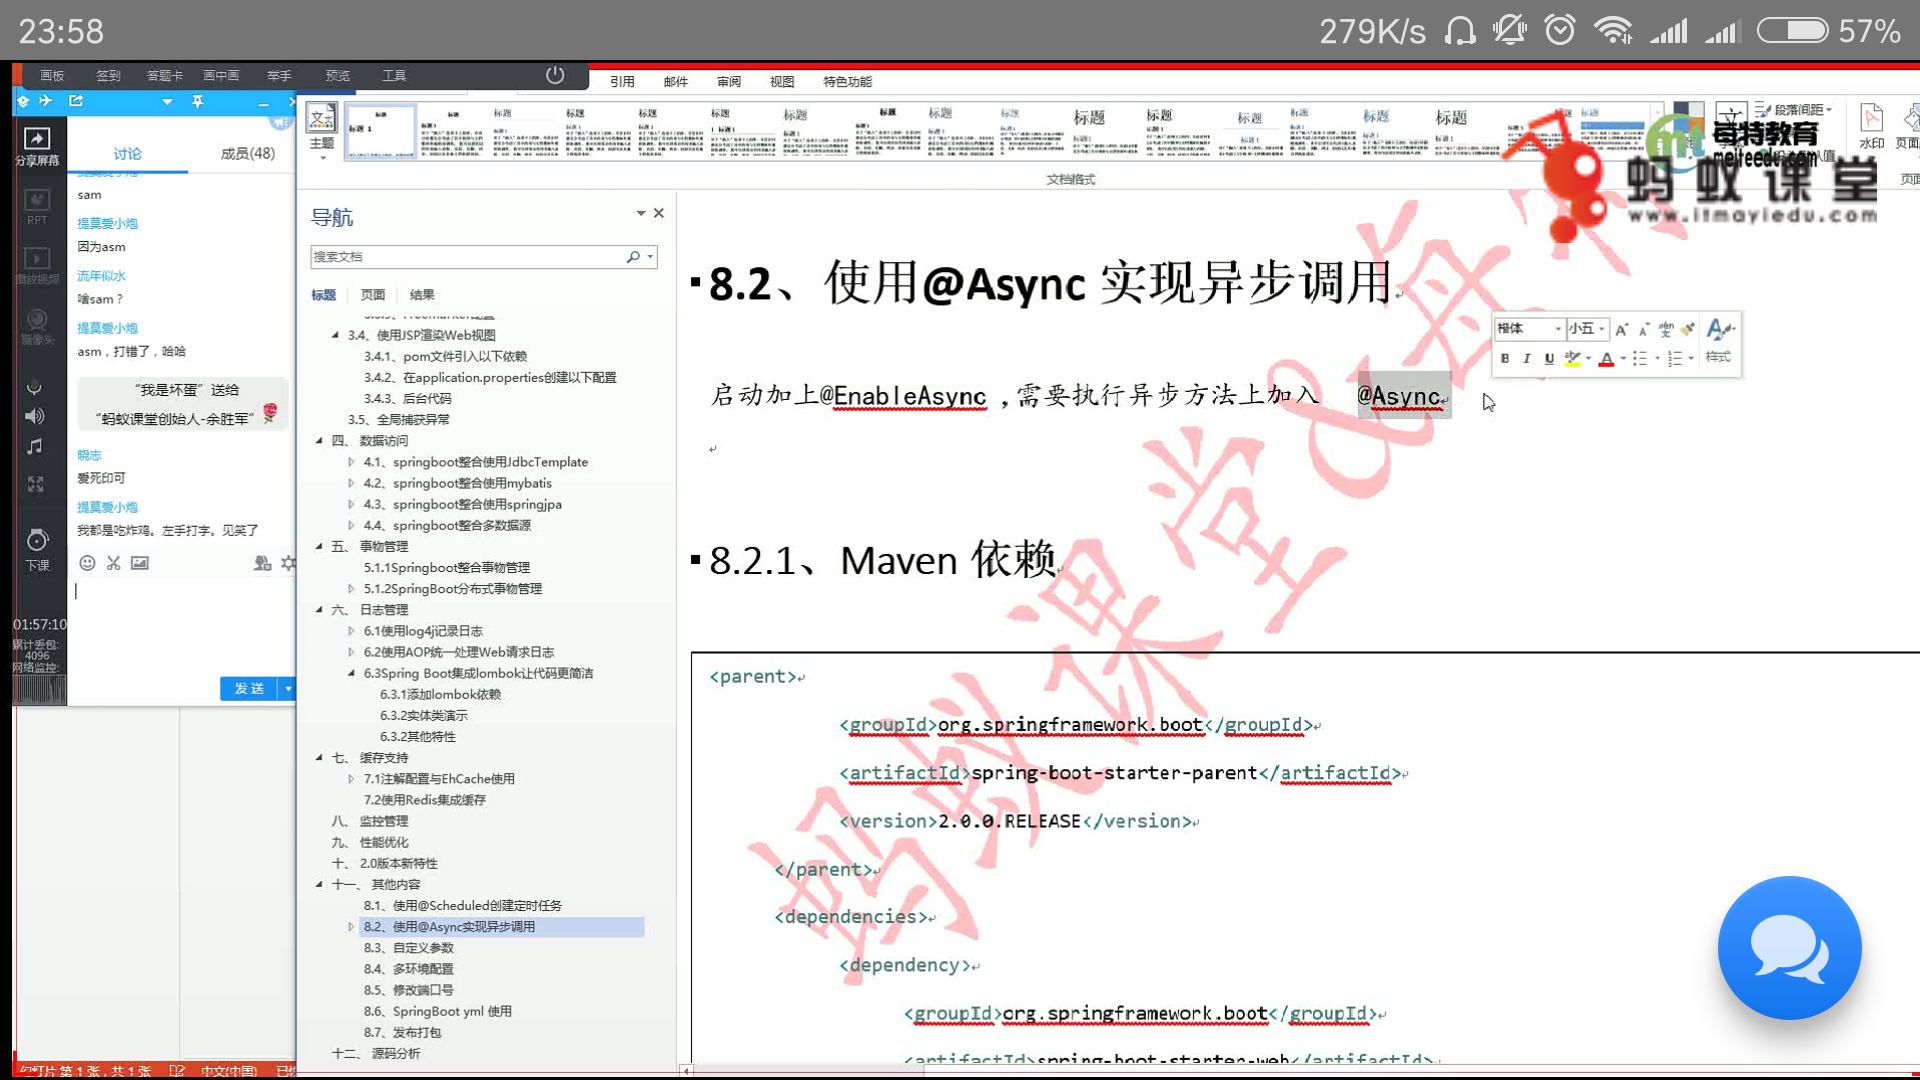 23:58
279K/s
57%
画板 签到 答题卡 画中画 举手 预览 工具
引用 邮件 审阅 视图 特色功能
主题
文档格式
段落间距
水印
每特教育
meiteedu.com
蚂蚁课堂
www.itmayiedu.com
分享屏幕
PPT
播放视频
摄像头
下课
01:57:10
累计丢包:
4096
网络监控:
讨论 成员(48)
sam
提莫爱小炮
因为asm
流年似水
啥sam？
提莫爱小炮
asm，打错了，哈哈
“我是坏蛋”送给
“蚂蚁课堂创始人-余胜军”
晓志
爱死印可
提莫爱小炮
我都是吃炸鸡。左手打字。见笑了
发送
导航
搜索文档
标题 页面 结果
3.4、使用JSP渲染Web视图
3.4.1、pom文件引入以下依赖
3.4.2、在application.properties创建以下配置
3.4.3、后台代码
3.5、全局捕获异常
四、 数据访问
4.1、springboot整合使用JdbcTemplate
4.2、springboot整合使用mybatis
4.3、springboot整合使用springjpa
4.4、springboot整合多数据源
五、 事物管理
5.1.1Springboot整合事物管理
5.1.2SpringBoot分布式事物管理
六、 日志管理
6.1使用log4j记录日志
6.2使用AOP统一处理Web请求日志
6.3Spring Boot集成lombok让代码更简洁
6.3.1添加lombok依赖
6.3.2实体类演示
6.3.2其他特性
七、 缓存支持
7.1注解配置与EhCache使用
7.2使用Redis集成缓存
八、 监控管理
九、 性能优化
十、 2.0版本新特性
十一、 其他内容
8.1、使用@Scheduled创建定时任务
8.2、使用@Async实现异步调用
8.3、自定义参数
8.4、多环境配置
8.5、修改端口号
8.6、SpringBoot yml 使用
8.7、发布打包
十二、 源码分析
8.2、使用@Async 实现异步调用
楷体 小五
B I U
样式
启动加上@EnableAsync ,需要执行异步方法上加入 @Async
8.2.1、Maven 依赖
<parent>
<groupId>org.springframework.boot</groupId>
<artifactId>spring-boot-starter-parent</artifactId>
<version>2.0.0.RELEASE</version>
</parent>
<dependencies>
<dependency>
<groupId>org.springframework.boot</groupId>
<artifactId>spring-boot-starter-web</artifactId>
蚂蚁课堂&每特
幻灯片 第 1 张，共 1 张 中文(中国)